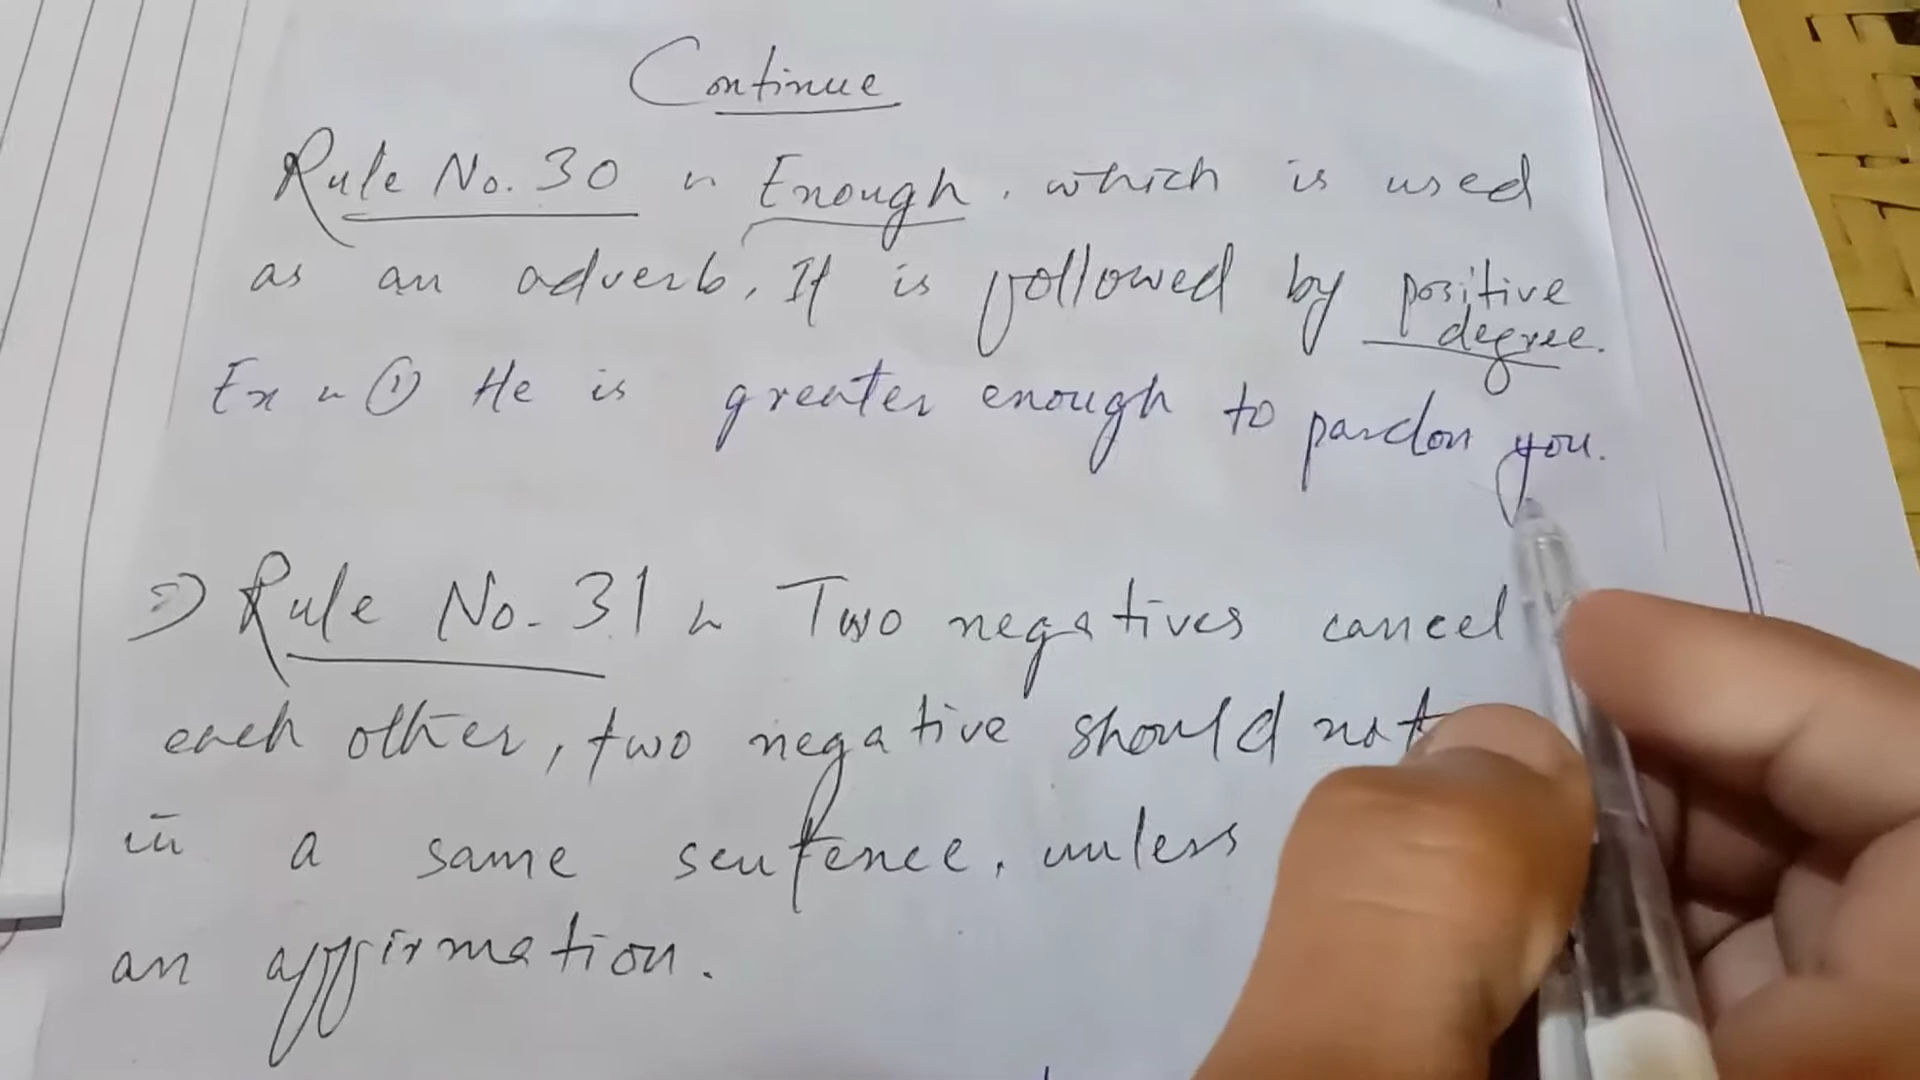 Continue
Rule No. 30 ~ Enough, which is used
as an adverb, It is followed by positive
degree.
Ex ~ ① He is greater enough to pardon you.
⇒ Rule No. 31 ~ Two negatives cancel
each other, two negative should not
in a same sentence, unless
an affirmation.